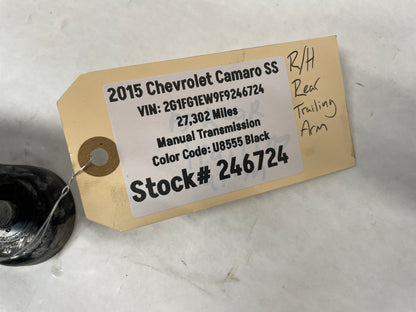 2015 Chevrolet Camaro SS
VIN: 2G1FG1EW9F9246724
27,302 Miles
Manual Transmission
Color Code: U8555 Black
Stock# 246724
R/H
Rear
Trailing
Arm